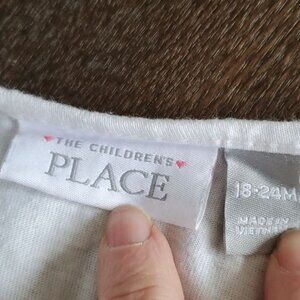 THE CHILDREN'S
PLACE
18-24M
MADE IN
VIETNAM